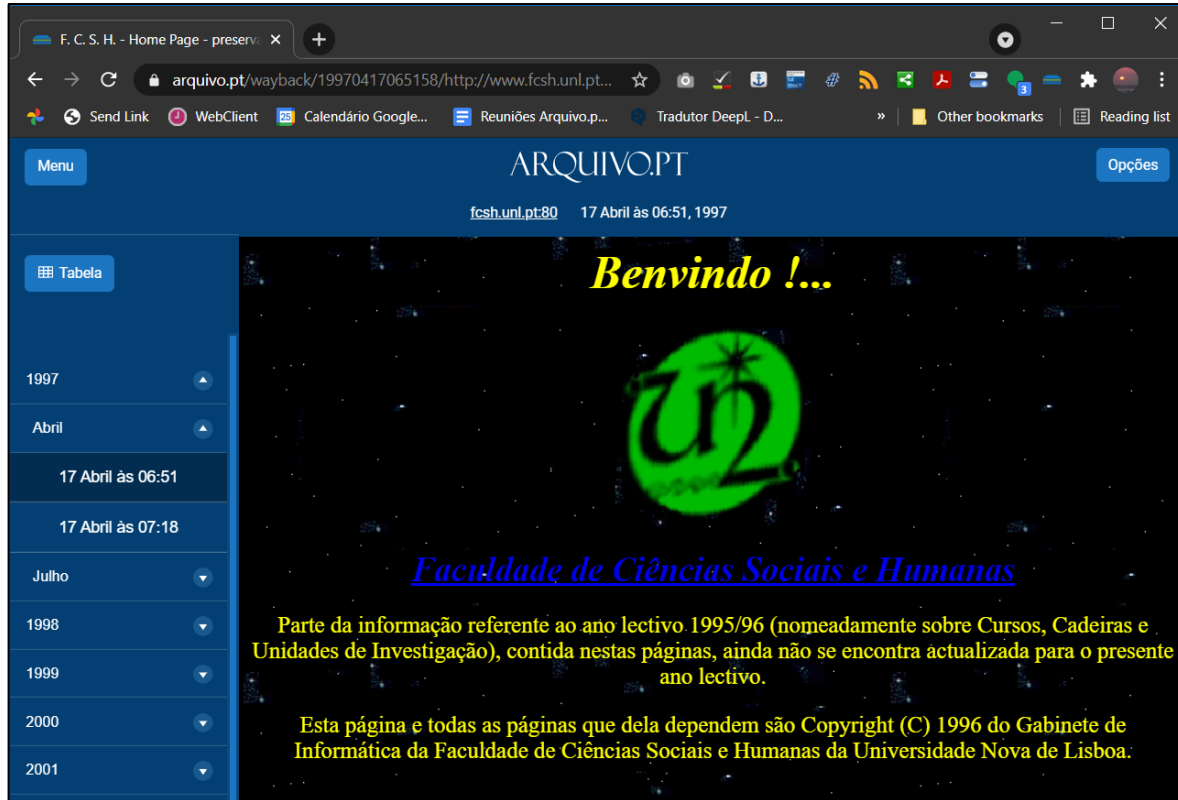 F. C. S. H. - Home Page - preserva
arquivo.pt/wayback/19970417065158/http://www.fcsh.unl.pt...
3
Send Link
WebClient
25
Calendário Google...
Reuniões Arquivo.p...
Tradutor DeepL - D...
»
Other bookmarks
Reading list
Menu
ARQUIVO.PT
Opções
fcsh.unl.pt:80 17 Abril às 06:51, 1997
Tabela
1997
Abril
17 Abril às 06:51
17 Abril às 07:18
Julho
1998
1999
2000
2001
Benvindo !...
Faculdade de Ciências Sociais e Humanas
Parte da informação referente ao ano lectivo 1995/96 (nomeadamente sobre Cursos, Cadeiras e
Unidades de Investigação), contida nestas páginas, ainda não se encontra actualizada para o presente
ano lectivo.
Esta página e todas as páginas que dela dependem são Copyright (C) 1996 do Gabinete de
Informática da Faculdade de Ciências Sociais e Humanas da Universidade Nova de Lisboa.